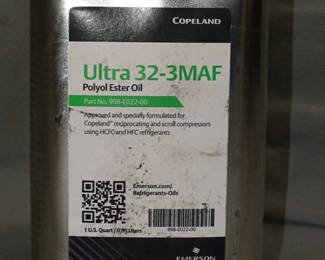 COPELAND
Ultra 32-3MAF
Polyol Ester Oil
Part No. 998-E022-00
Approved and specially formulated for
Copeland™ reciprocating and scroll compressors
using HCFC and HFC refrigerants
Emerson.com/
Refrigerants-Oils
1 U.S. Quart / 0.95 Liters
998-E022-00
EMERSON